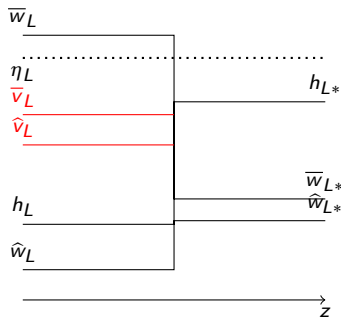 w̅_L
η_L
h_{L*}
v̅_L
v̂_L
w̅_{L*}
ŵ_{L*}
h_L
ŵ_L
z